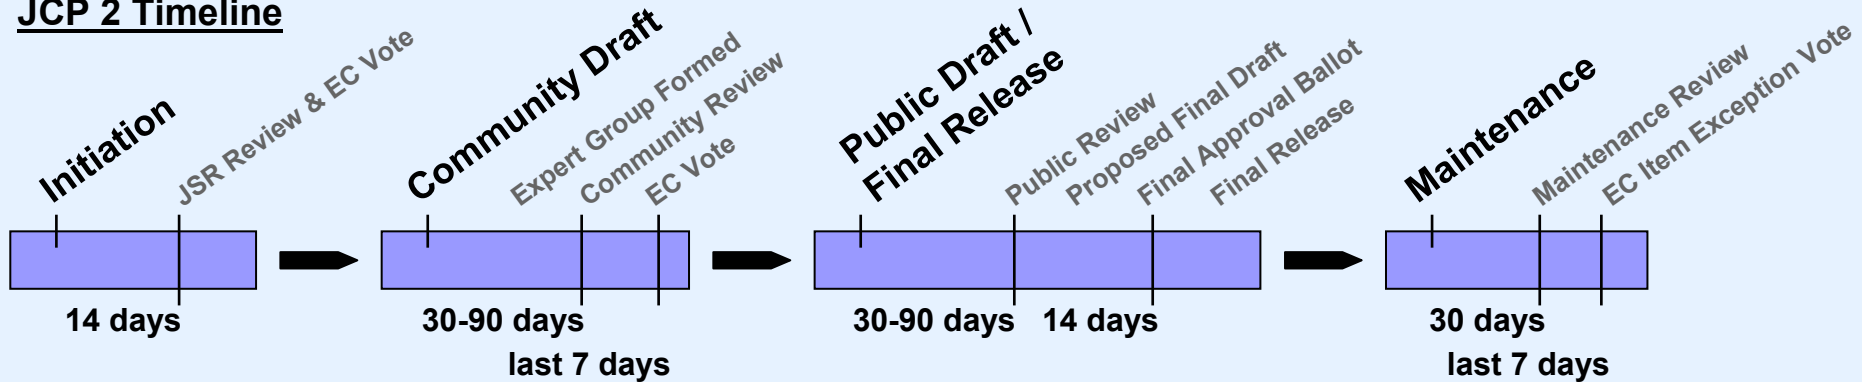 JCP 2 Timeline
Initiation
JSR Review & EC Vote
Community Draft
Expert Group Formed
Community Review
EC Vote
Public Draft /
Final Release
Public Review
Proposed Final Draft
Final Approval Ballot
Final Release
Maintenance
Maintenance Review
EC Item Exception Vote
14 days
30-90 days
last 7 days
30-90 days
14 days
30 days
last 7 days